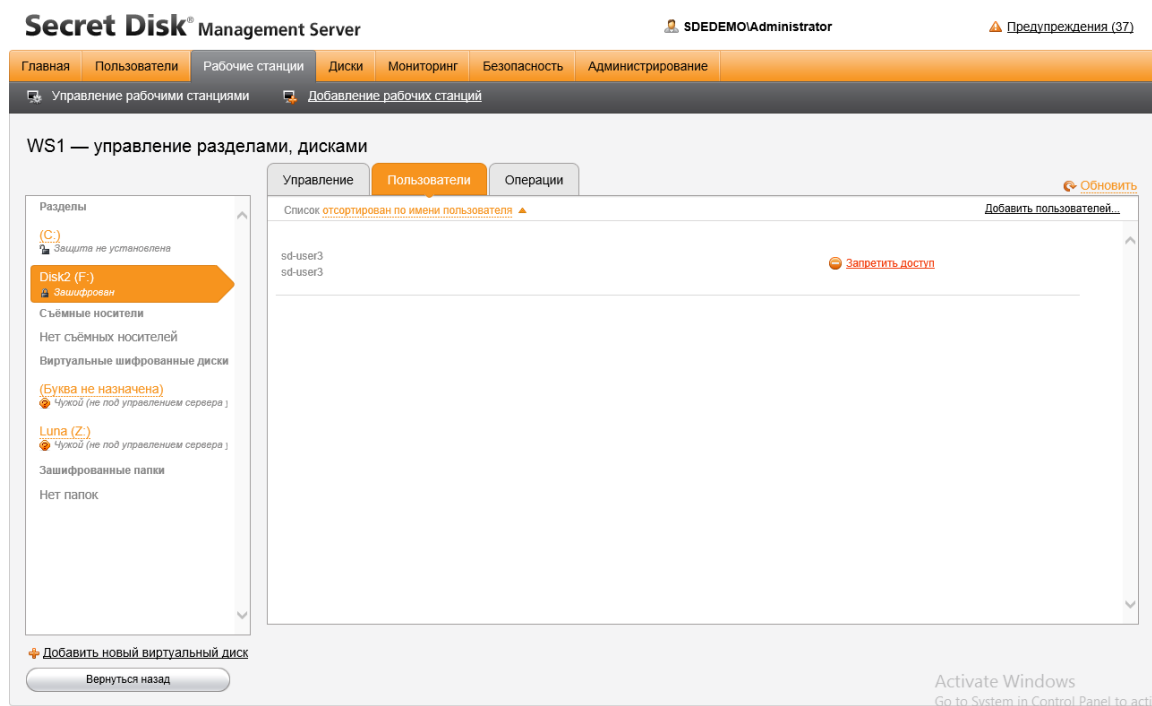 Secret Disk® Management Server
SDEDEMO\Administrator
Предупреждения (37)
Главная Пользователи Рабочие станции Диски Мониторинг Безопасность Администрирование
Управление рабочими станциями Добавление рабочих станций
WS1 — управление разделами, дисками
Управление Пользователи Операции
Обновить
Разделы
(C:)
Защита не установлена
Disk2 (F:)
Зашифрован
Съёмные носители
Нет съёмных носителей
Виртуальные шифрованные диски
(Буква не назначена)
Чужой (не под управлением сервера
Luna (Z:)
Чужой (не под управлением сервера
Зашифрованные папки
Нет папок
Список отсортирован по имени пользователя
Добавить пользователей...
sd-user3
sd-user3
Запретить доступ
Добавить новый виртуальный диск
Вернуться назад
Activate Windows
Go to System in Control Panel to acti